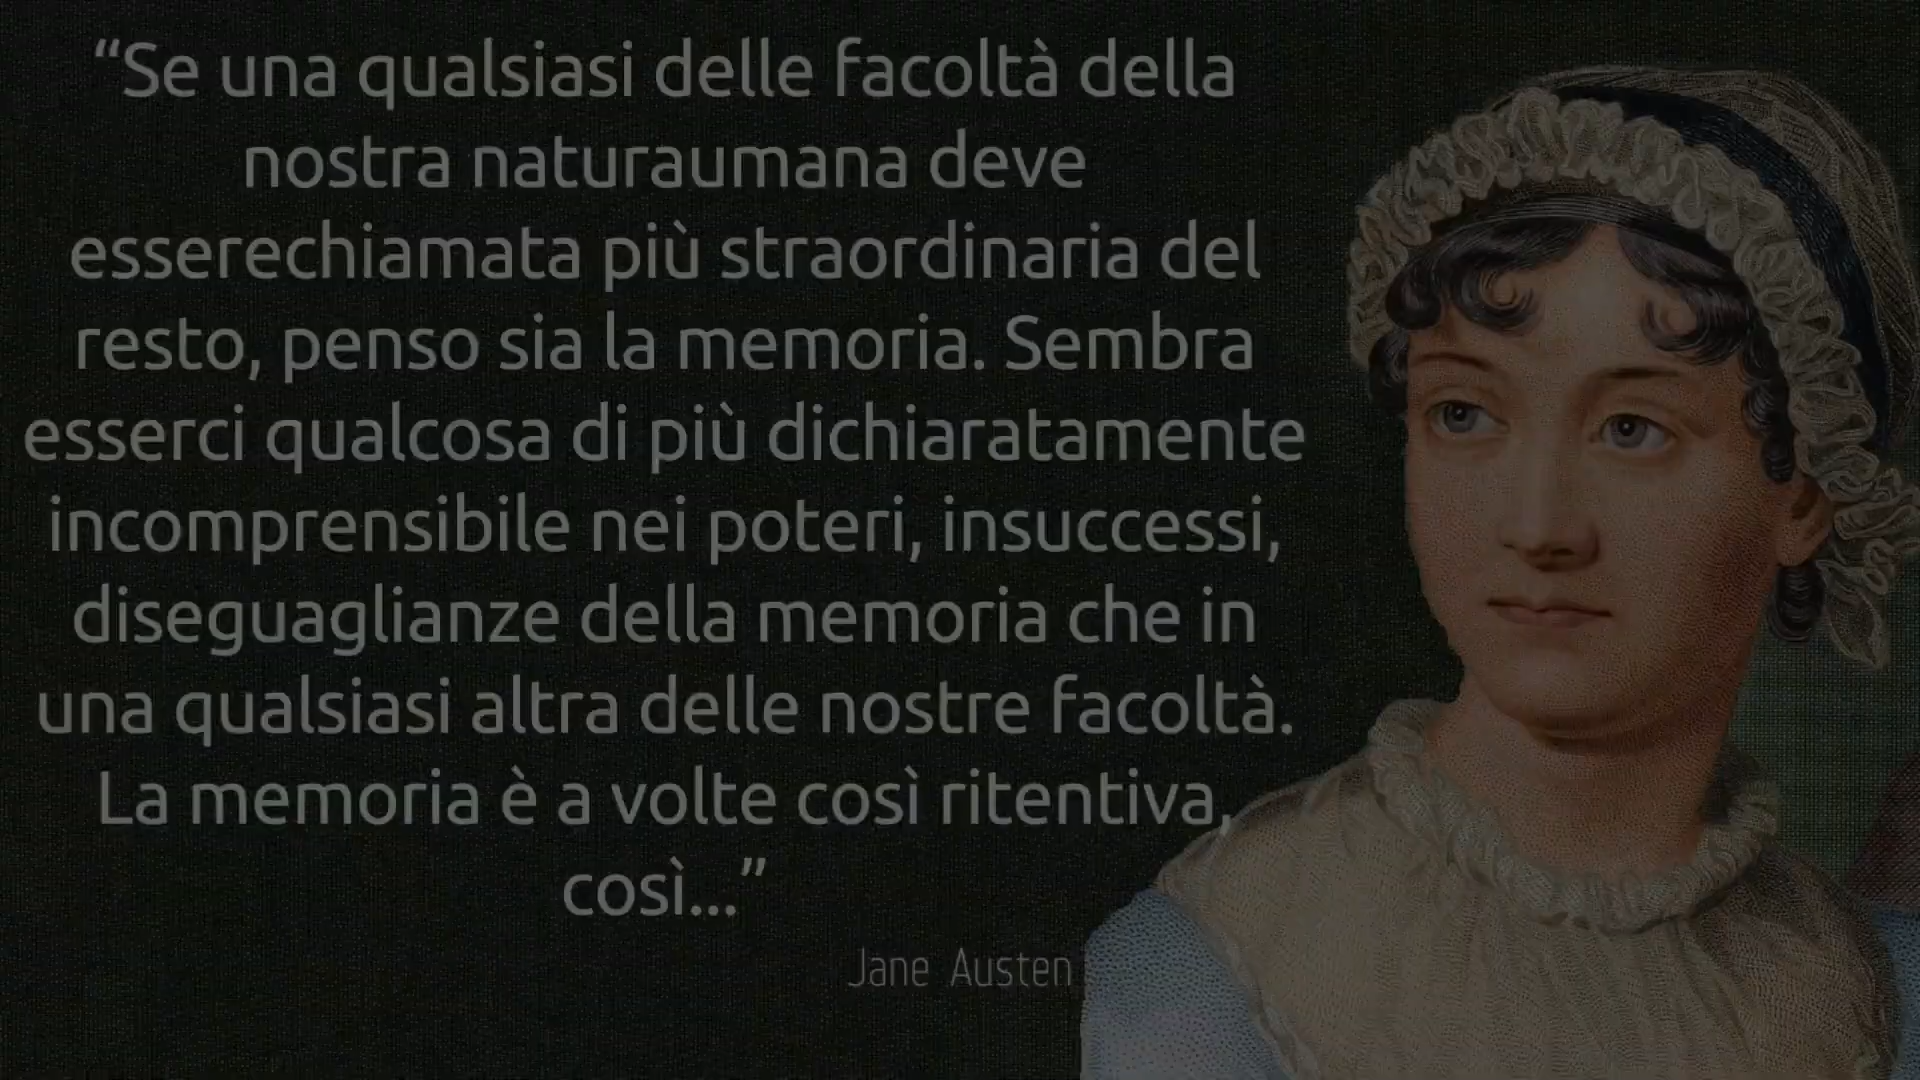 “Se una qualsiasi delle facoltà della
nostra naturaumana deve
esserechiamata più straordinaria del
resto, penso sia la memoria. Sembra
esserci qualcosa di più dichiaratamente
incomprensibile nei poteri, insuccessi,
diseguaglianze della memoria che in
una qualsiasi altra delle nostre facoltà.
La memoria è a volte così ritentiva,
così...”
Jane Austen